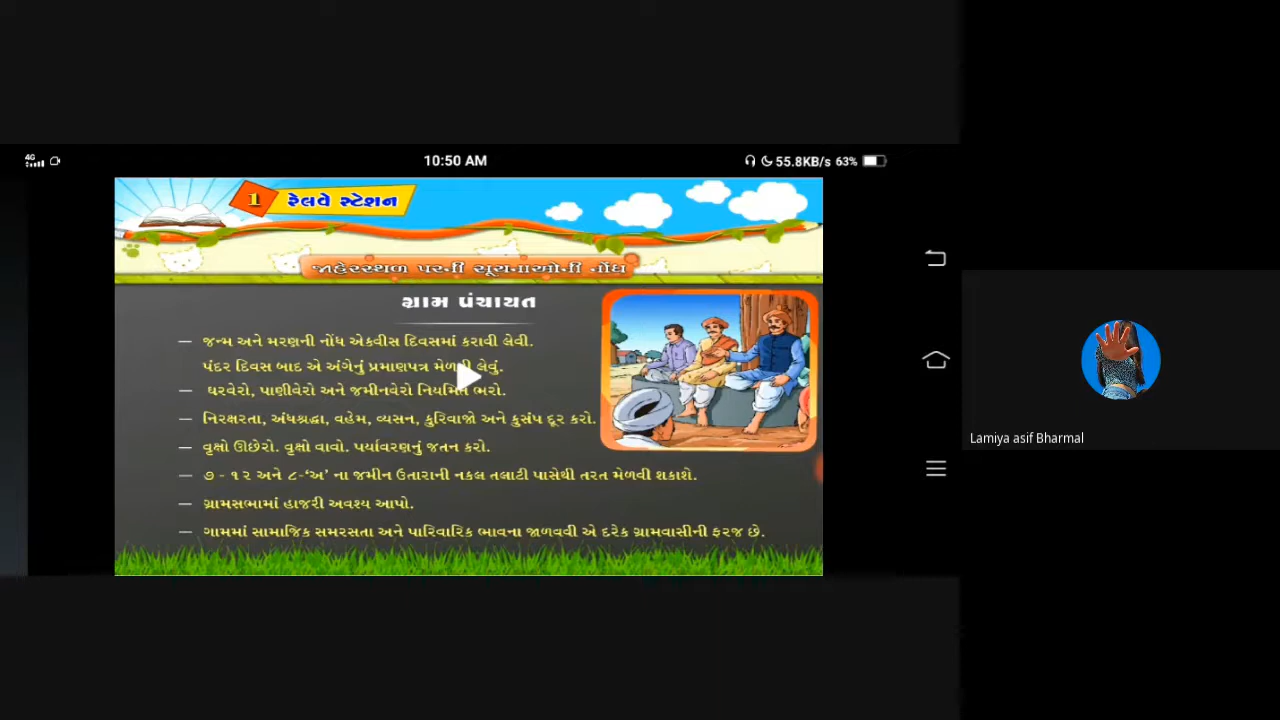 4G
10:50 AM
55.8KB/s 63%
1 રેલવે સ્ટેશન
જાહેરસ્થળ પરની સૂચનાઓની નોંધ
ગ્રામ પંચાયત
— જન્મ અને મરણની નોંધ એકવીસ દિવસમાં કરાવી લેવી.
પંદર દિવસ બાદ એ અંગેનું પ્રમાણપત્ર મેળવી લેવું.
— ઘરવેરો, પાણીવેરો અને જમીનવેરો નિયમિત ભરો.
— નિરક્ષરતા, અંધશ્રદ્ધા, વહેમ, વ્યસન, કુરિવાજો અને કુસંપ દૂર કરો.
— વૃક્ષો ઊછેરો. વૃક્ષો વાવો. પર્યાવરણનું જતન કરો.
— ૭ - ૧૨ અને ૮-‘અ’ ના જમીન ઉતારાની નકલ તલાટી પાસેથી તરત મેળવી શકાશે.
— ગ્રામસભામાં હાજરી અવશ્ય આપો.
— ગામમાં સામાજિક સમરસતા અને પારિવારિક ભાવના જાળવવી એ દરેક ગ્રામવાસીની ફરજ છે.
Lamiya asif Bharmal